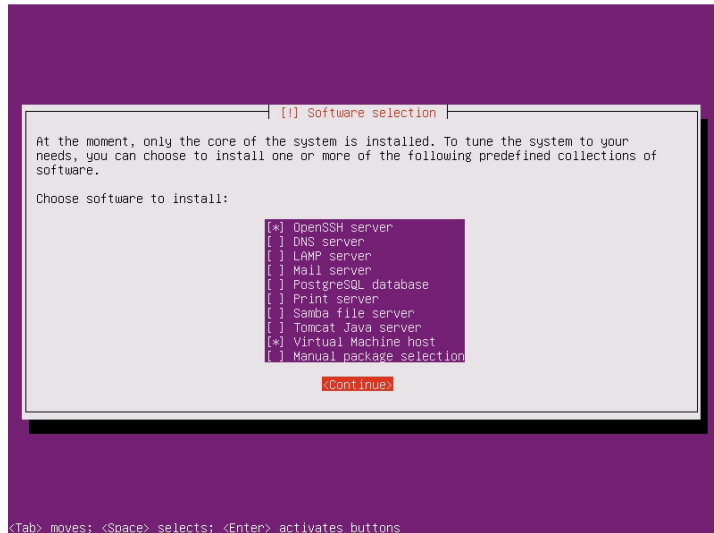 [!] Software selection
At the moment, only the core of the system is installed. To tune the system to your
needs, you can choose to install one or more of the following predefined collections of
software.
Choose software to install:
[*] OpenSSH server
[ ] DNS server
[ ] LAMP server
[ ] Mail server
[ ] PostgreSQL database
[ ] Print server
[ ] Samba file server
[ ] Tomcat Java server
[*] Virtual Machine host
[ ] Manual package selection
<Continue>
<Tab> moves; <Space> selects; <Enter> activates buttons